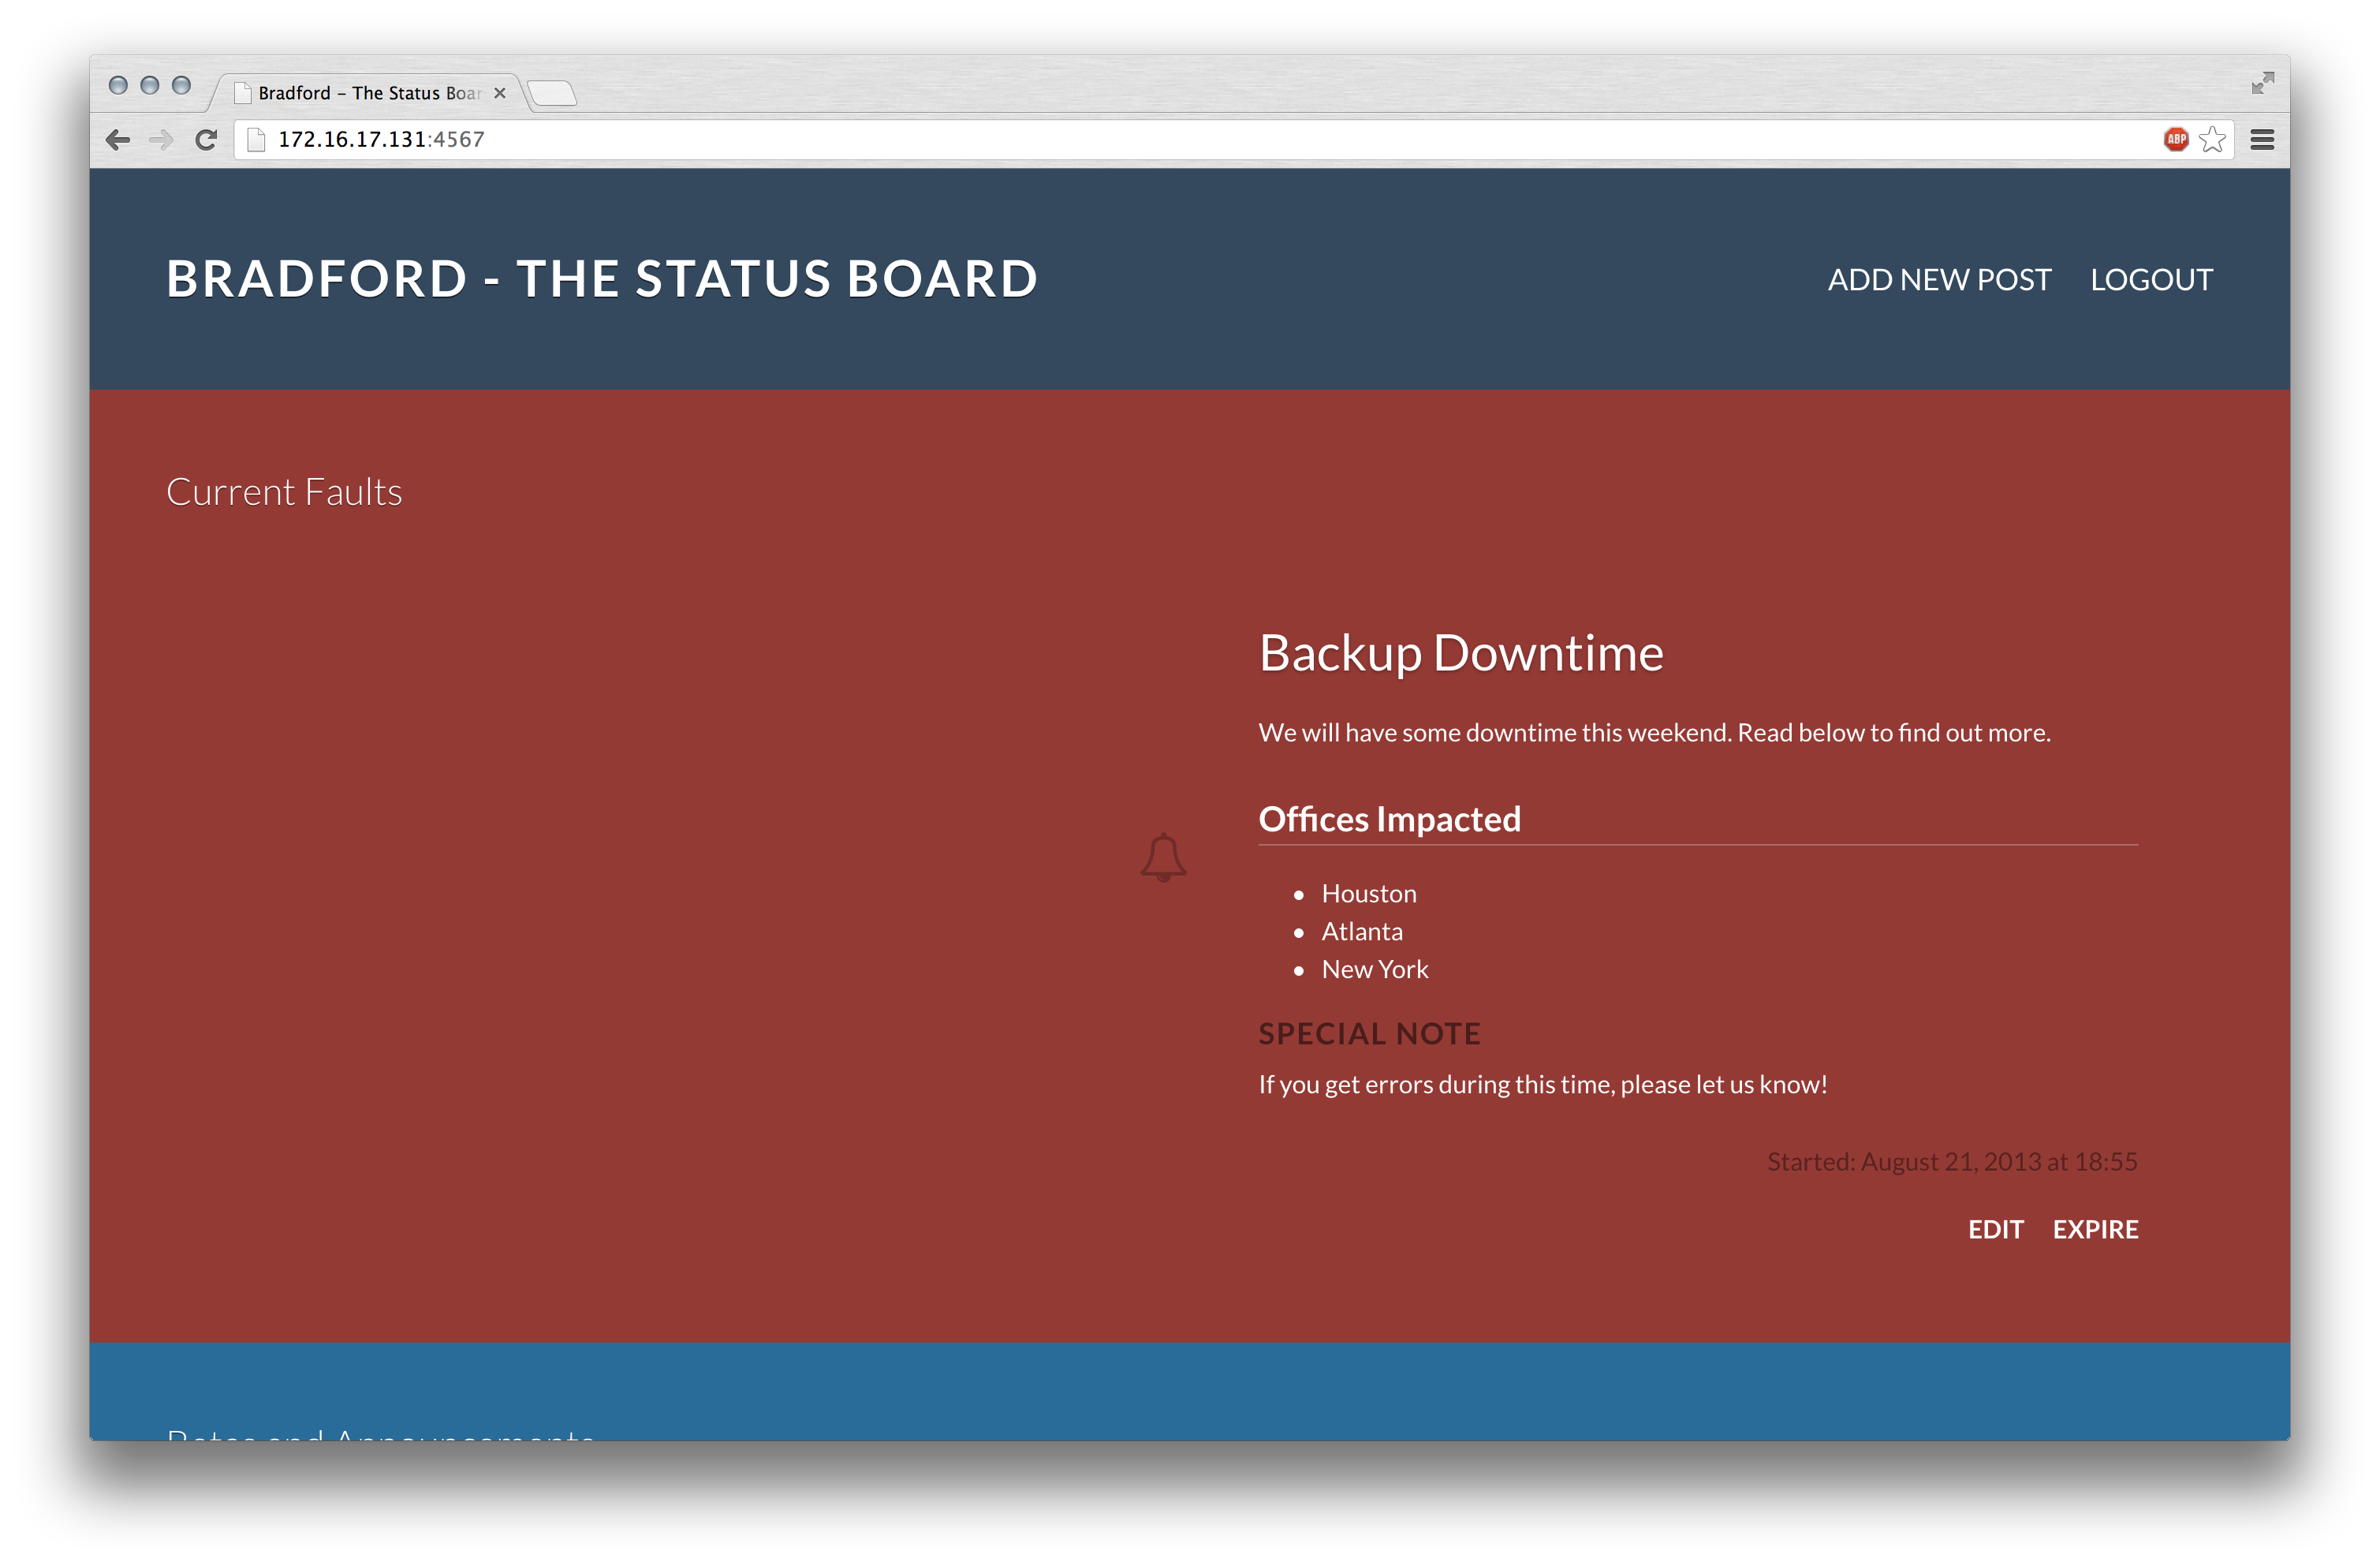 Bradford – The Status Boar
172.16.17.131:4567
ABP
BRADFORD - THE STATUS BOARD
ADD NEW POST LOGOUT
Current Faults
Backup Downtime
We will have some downtime this weekend. Read below to find out more.
Offices Impacted
• Houston
• Atlanta
• New York
SPECIAL NOTE
If you get errors during this time, please let us know!
Started: August 21, 2013 at 18:55
EDIT EXPIRE
and Announcements